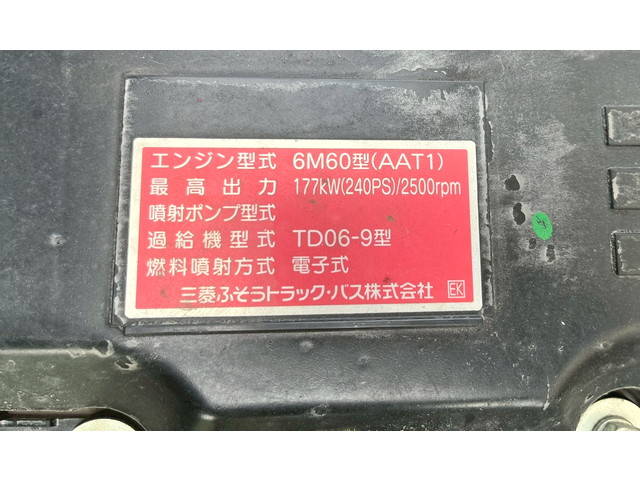 エンジン型式 6M60型(AAT1)
最高出力 177kW(240PS)/2500rpm
噴射ポンプ型式
過給機型式 TD06-9型
燃料噴射方式 電子式
三菱ふそうトラック・バス株式会社 EK